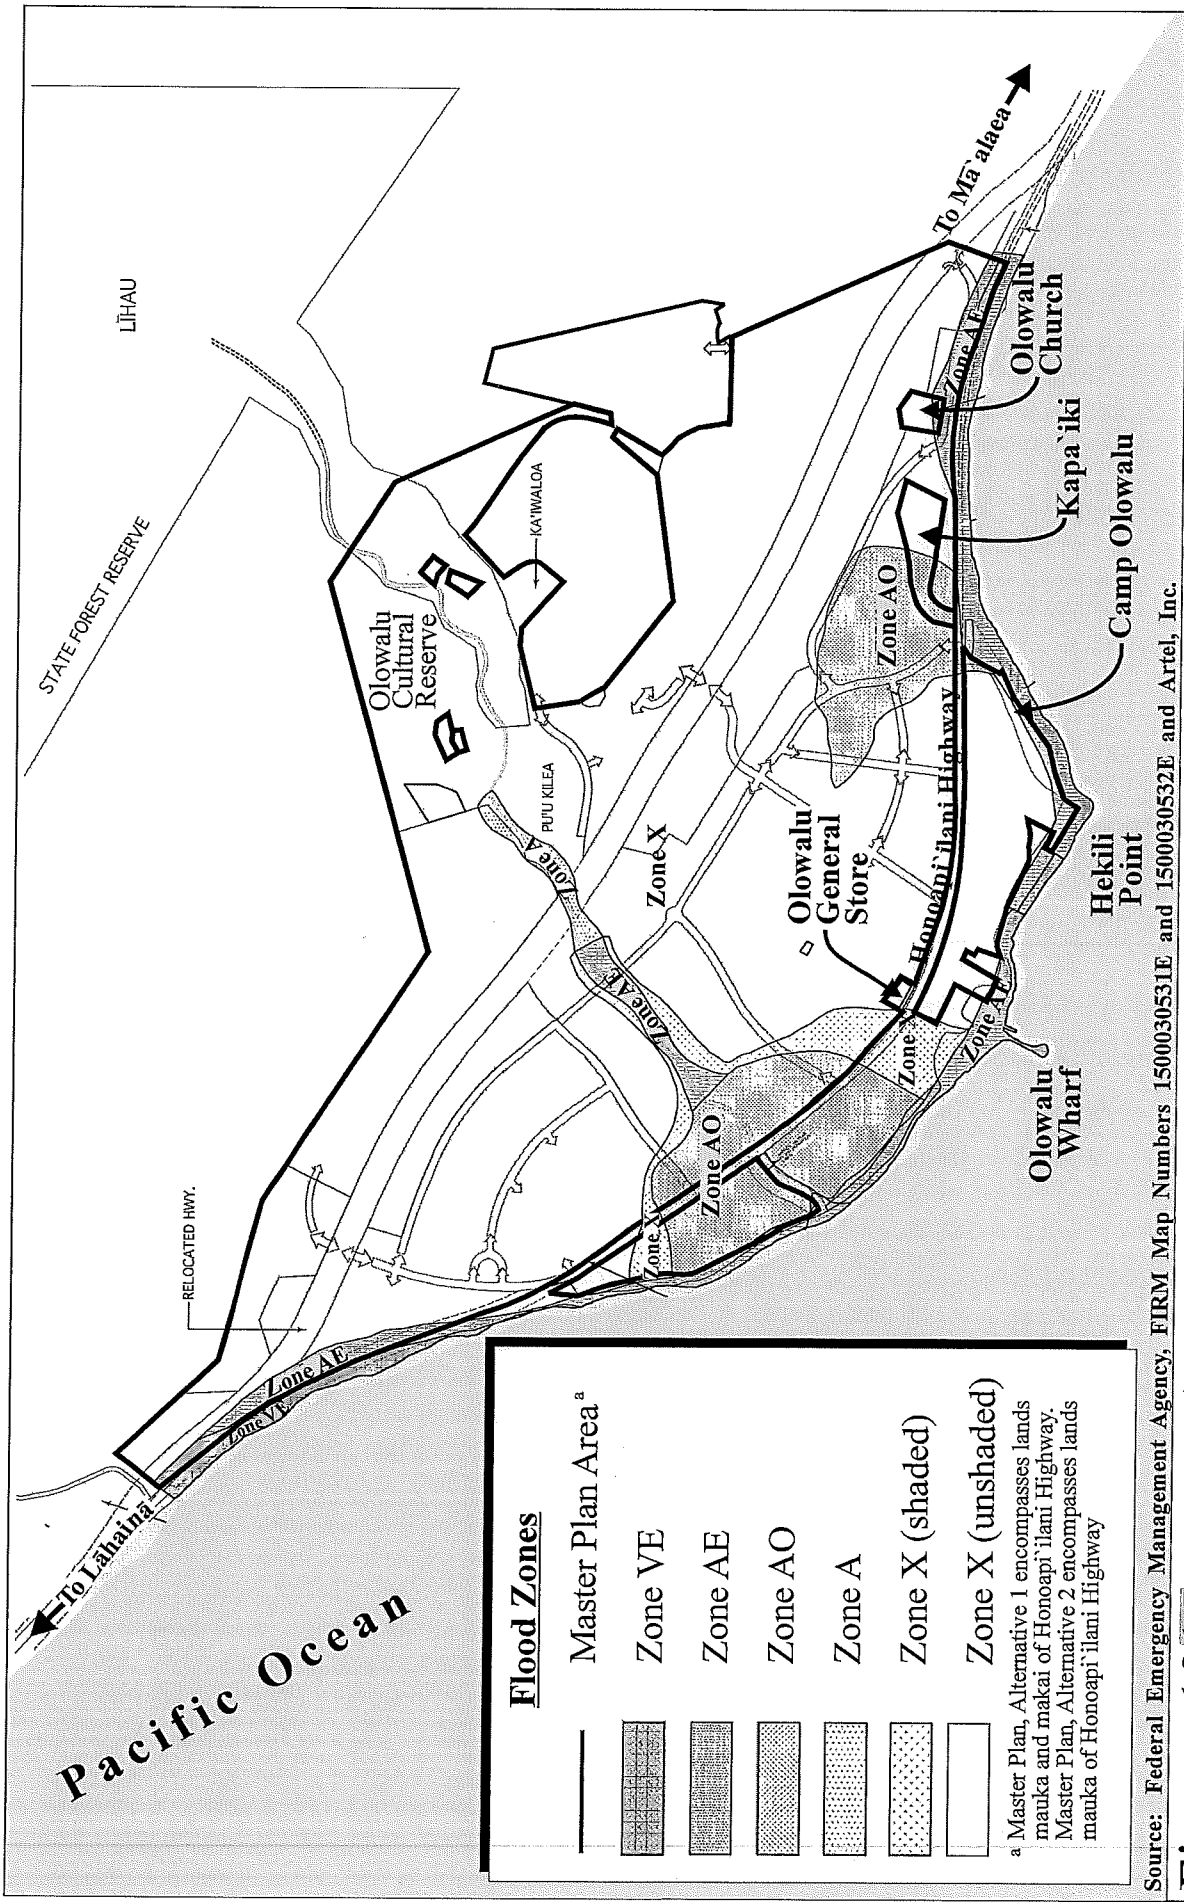 STATE FOREST RESERVE
LĪHAU
RELOCATED HWY.
Olowalu
Cultural
Reserve
KA'IWALOA
PU'U KILEA
To Lāhainā
To Mā`alaea
Zone VE
Zone AE
Zone A
Zone AE
Zone X
Zone AO
Zone X
Zone AO
Zone X
Zone AE
Zone AE
Honoapi`ilani Highway
Olowalu
General
Store
Olowalu
Church
Kapa`iki
Camp Olowalu
Hekili
Point
Olowalu
Wharf
Pacific Ocean
Flood Zones
Master Plan Area a
Zone VE
Zone AE
Zone AO
Zone A
Zone X (shaded)
Zone X (unshaded)
a Master Plan, Alternative 1 encompasses lands
mauka and makai of Honoapi`ilani Highway.
Master Plan, Alternative 2 encompasses lands
mauka of Honoapi`ilani Highway
Source: Federal Emergency Management Agency, FIRM Map Numbers 1500030531E and 1500030532E and Artel, Inc.